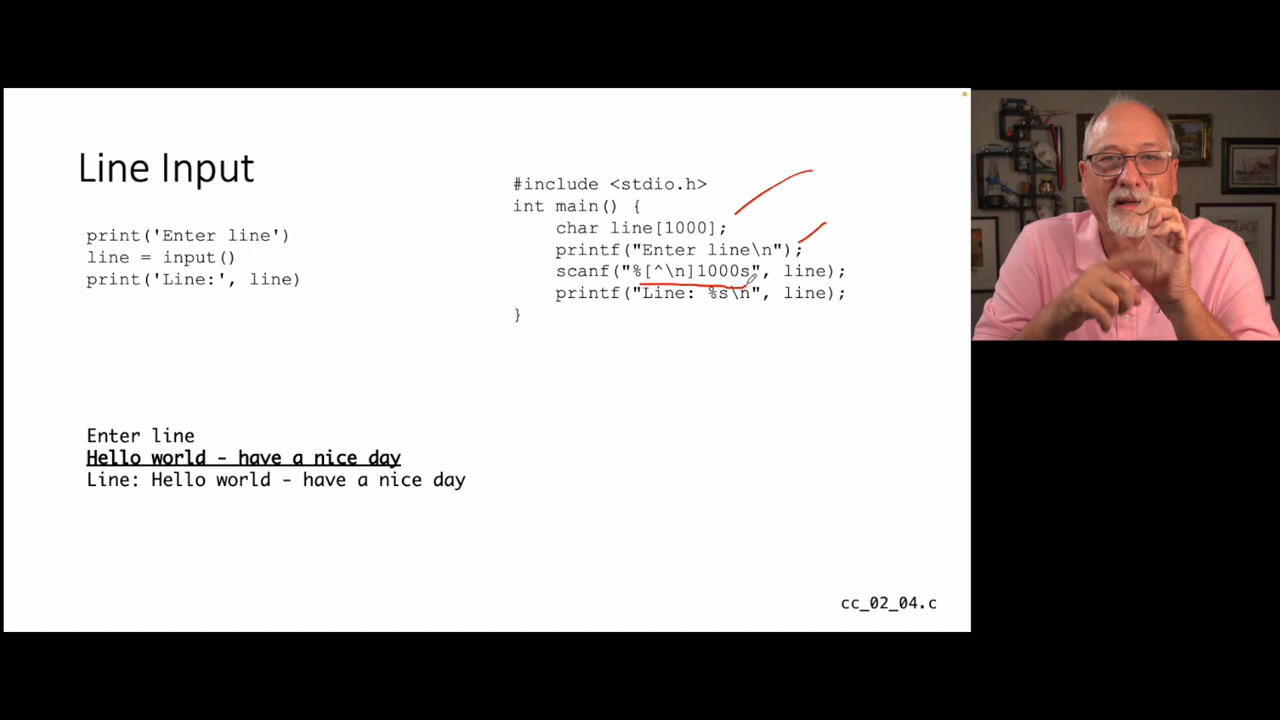 Line Input
print('Enter line')
line = input()
print('Line:', line)
#include <stdio.h>
int main() {
    char line[1000];
    printf("Enter line\n");
    scanf("%[^\n]1000s", line);
    printf("Line: %s\n", line);
}
Enter line
Hello world - have a nice day
Line: Hello world - have a nice day
cc_02_04.c